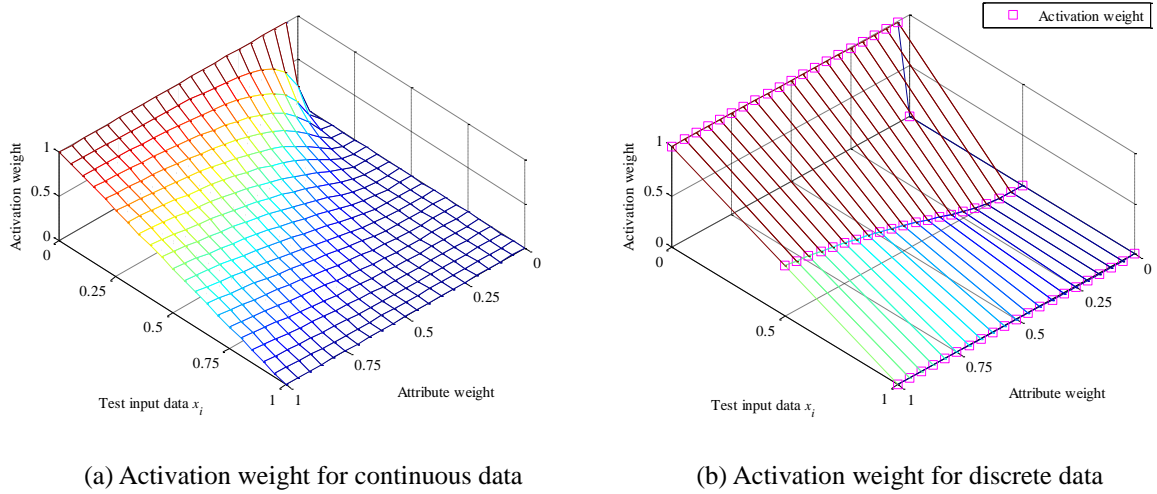 Activation weight
1
0.5
0
0
0.25
0.5
0.75
1
1
0.75
0.5
0.25
0
Test input data x_i
Attribute weight
Activation weight
Activation weight
1
0.5
0
0
0.5
1
1
0.75
0.5
0.25
0
Test input data x_i
Attribute weight
(a) Activation weight for continuous data
(b) Activation weight for discrete data